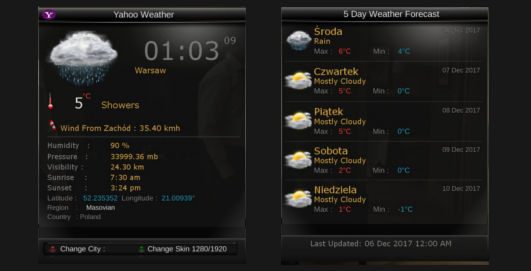 Yahoo Weather
01:03 09
Warsaw
5 °C Showers
Wind From Zachód : 35.40 kmh
Humidity : 90 %
Pressure : 33999.36 mb
Visibility : 24.30 km
Sunrise : 7:30 am
Sunset : 3:24 pm
Latitude : 52.235352 Longitude : 21.00939°
Region : Masovian
Country : Poland
Change City : Change Skin 1280/1920
5 Day Weather Forecast
Środa 2017
Rain
Max : 6°C Min : 4°C
Czwartek 07 Dec 2017
Mostly Cloudy
Max : 5°C Min : 0°C
Piątek 08 Dec 2017
Mostly Cloudy
Max : 5°C Min : 0°C
Sobota 09 Dec 2017
Mostly Cloudy
Max : 2°C Min : 0°C
Niedziela 10 Dec 2017
Mostly Cloudy
Max : 1°C Min : -1°C
Last Updated: 06 Dec 2017 12:00 AM